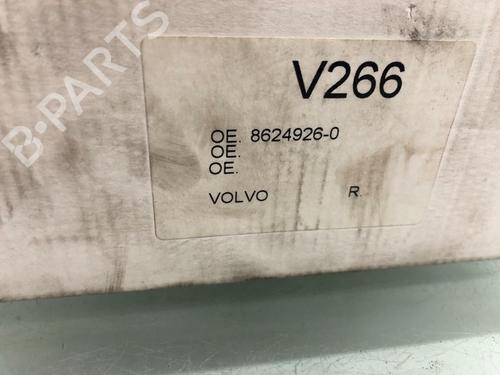 B-PARTS
V266
OE. 8624926-0
OE.
OE.
VOLVO R.